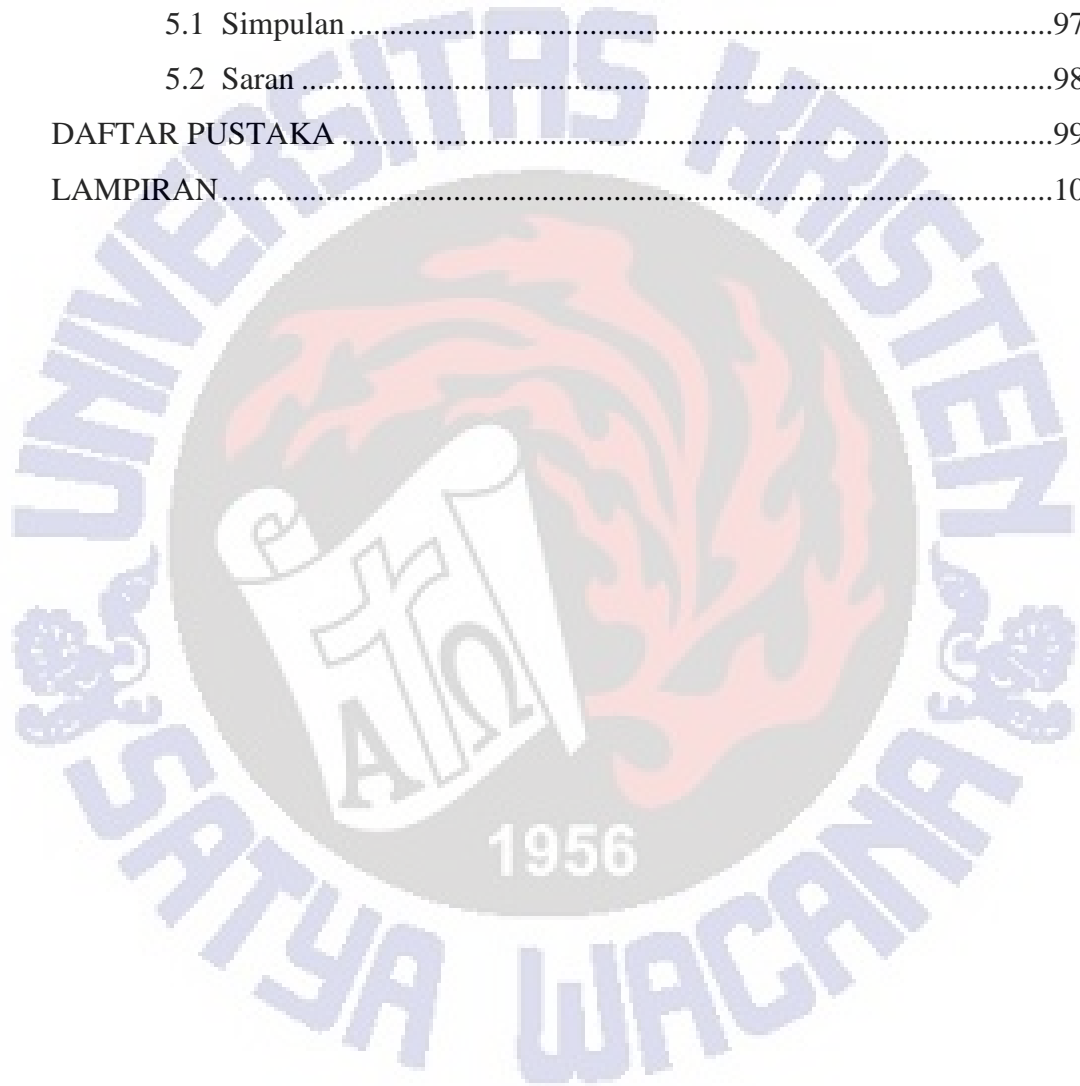 5.1 Simpulan ........................................................................................97
5.2 Saran ..............................................................................................98
DAFTAR PUSTAKA .........................................................................................99
LAMPIRAN........................................................................................................10
UNIVERSITAS KRISTEN
SATYA WACANA
Α Ω
1956